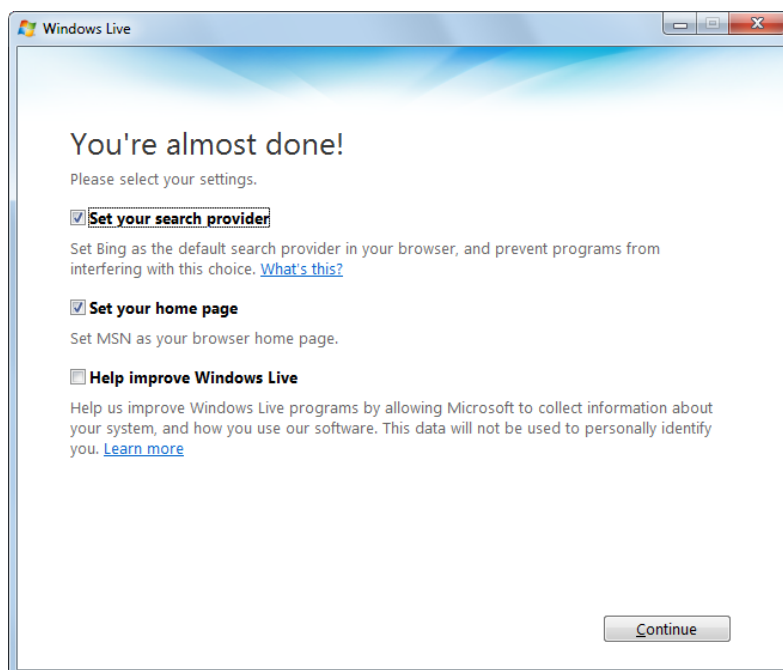 Windows Live
You're almost done!
Please select your settings.
Set your search provider
Set Bing as the default search provider in your browser, and prevent programs from
interfering with this choice. What's this?
Set your home page
Set MSN as your browser home page.
Help improve Windows Live
Help us improve Windows Live programs by allowing Microsoft to collect information about
your system, and how you use our software. This data will not be used to personally identify
you. Learn more
Continue